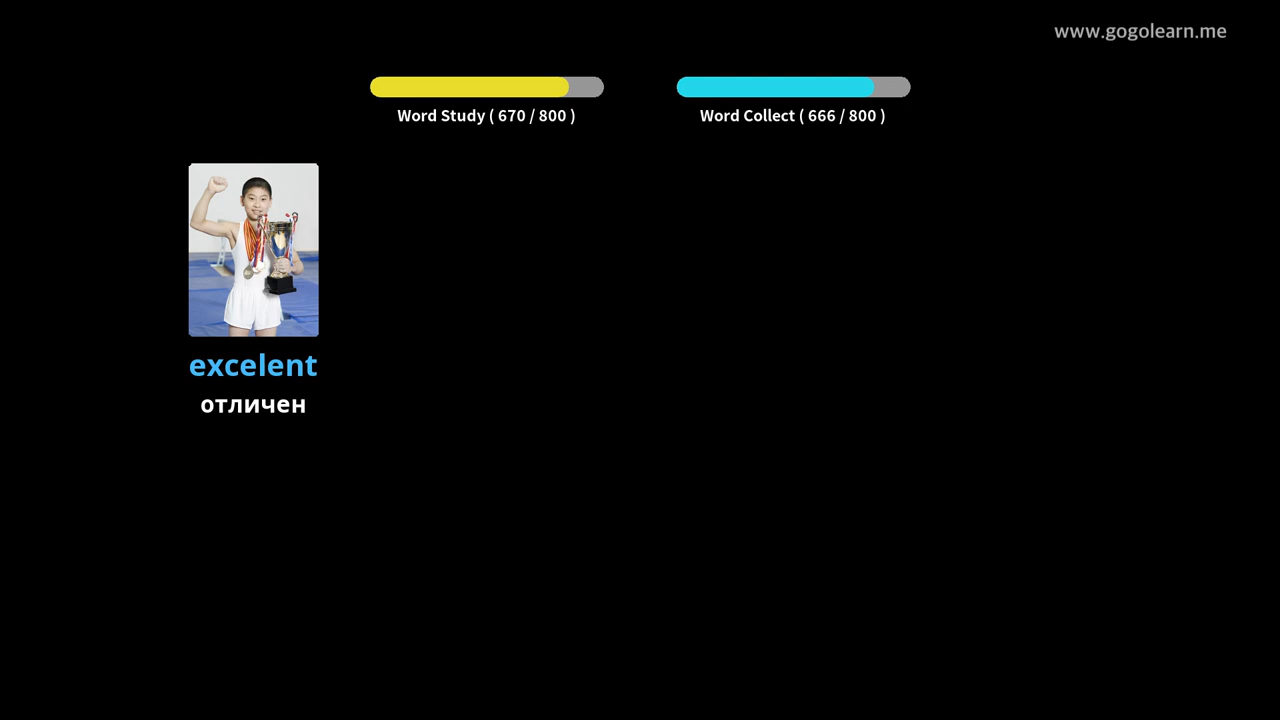 www.gogolearn.me
Word Study ( 670 / 800 )
Word Collect ( 666 / 800 )
excelent
отличен